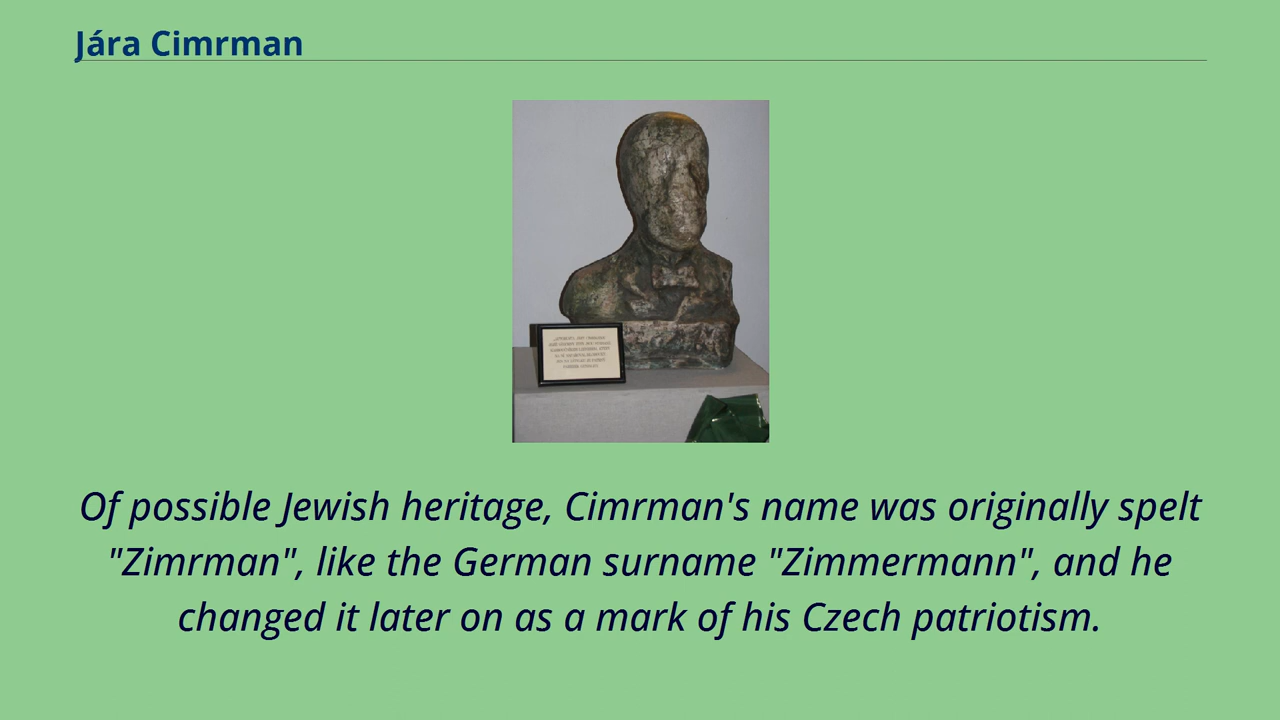 Jára Cimrman
Of possible Jewish heritage, Cimrman's name was originally spelt
"Zimrman", like the German surname "Zimmermann", and he
changed it later on as a mark of his Czech patriotism.